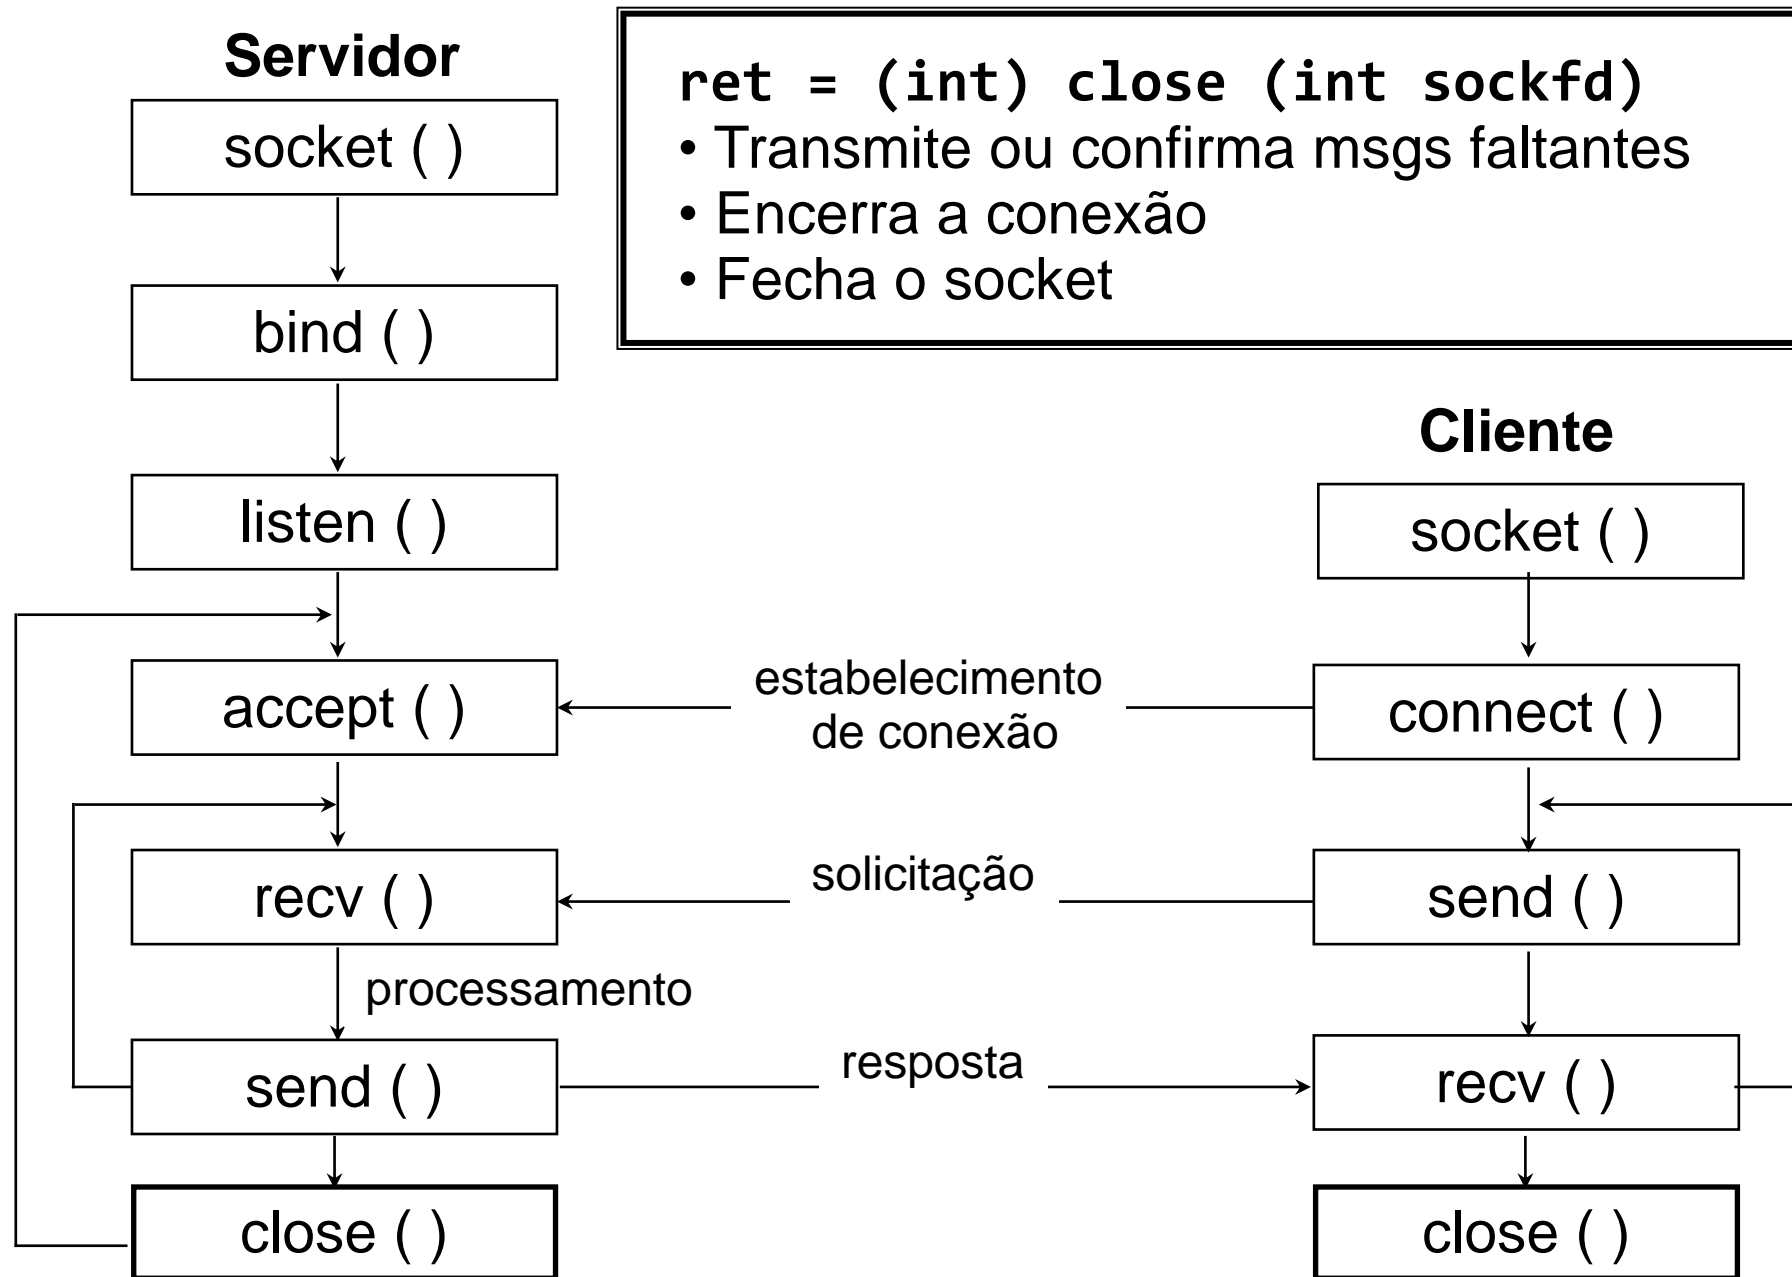 Servidor
socket ( )
bind ( )
listen ( )
accept ( )
recv ( )
processamento
send ( )
close ( )
ret = (int) close (int sockfd)
• Transmite ou confirma msgs faltantes
• Encerra a conexão
• Fecha o socket
estabelecimento
de conexão
solicitação
resposta
Cliente
socket ( )
connect ( )
send ( )
recv ( )
close ( )